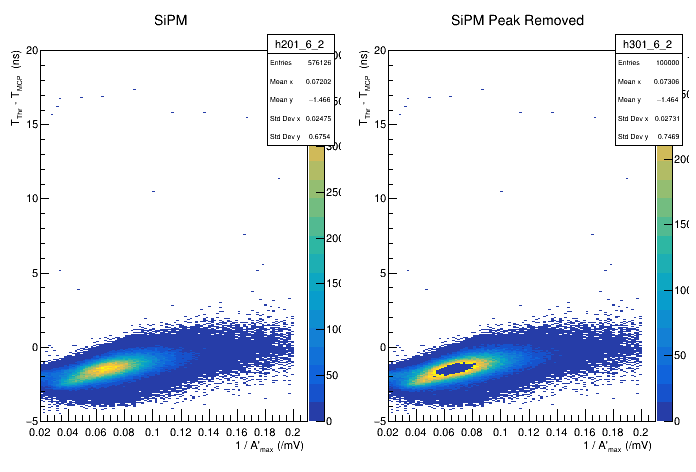 SiPM
h201_6_2
Entries 576126
Mean x 0.07202
Mean y −1.466
Std Dev x 0.02475
Std Dev y 0.6754
T_Thr - T_MCP (ns)
20
15
10
5
0
−5
0.02 0.04 0.06 0.08 0.1 0.12 0.14 0.16 0.18 0.2
1 / A'_max (/mV)
300
250
200
150
100
50
0
SiPM Peak Removed
h301_6_2
Entries 100000
Mean x 0.07306
Mean y −1.464
Std Dev x 0.02731
Std Dev y 0.7469
T_Thr - T_MCP (ns)
20
15
10
5
0
−5
0.02 0.04 0.06 0.08 0.1 0.12 0.14 0.16 0.18 0.2
1 / A'_max (/mV)
200
150
100
50
0